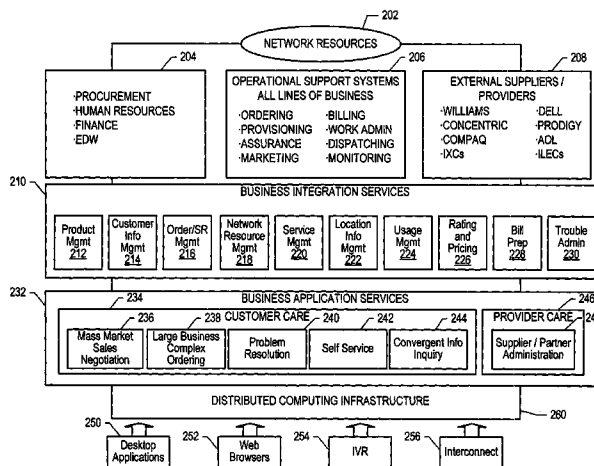 202
NETWORK RESOURCES
204
206
208
·PROCUREMENT
·HUMAN RESOURCES
·FINANCE
·EDW
OPERATIONAL SUPPORT SYSTEMS
ALL LINES OF BUSINESS
·ORDERING ·BILLING
·PROVISIONING ·WORK ADMIN
·ASSURANCE ·DISPATCHING
·MARKETING ·MONITORING
EXTERNAL SUPPLIERS /
PROVIDERS
·WILLIAMS ·DELL
·CONCENTRIC ·PRODIGY
·COMPAQ ·AOL
·IXCs ·ILECs
210
BUSINESS INTEGRATION SERVICES
Product
Mgmt
212
Customer
Info
Mgmt
214
Order/SR
Mgmt
216
Network
Resource
Mgmt
218
Service
Mgmt
220
Location
Info Mgmt
222
Usage
Mgmt
224
Rating
and
Pricing
226
Bill
Prep
228
Trouble
Admin
230
232
BUSINESS APPLICATION SERVICES
234
CUSTOMER CARE
236
238
240
242
244
Mass Market
Sales
Negotiation
Large Business
Complex
Ordering
Problem
Resolution
Self Service
Convergent Info
Inquiry
246
PROVIDER CARE
Supplier / Partner
Administration
DISTRIBUTED COMPUTING INFRASTRUCTURE
260
250
Desktop
Applications
252
Web
Browsers
254
IVR
256
Interconnect